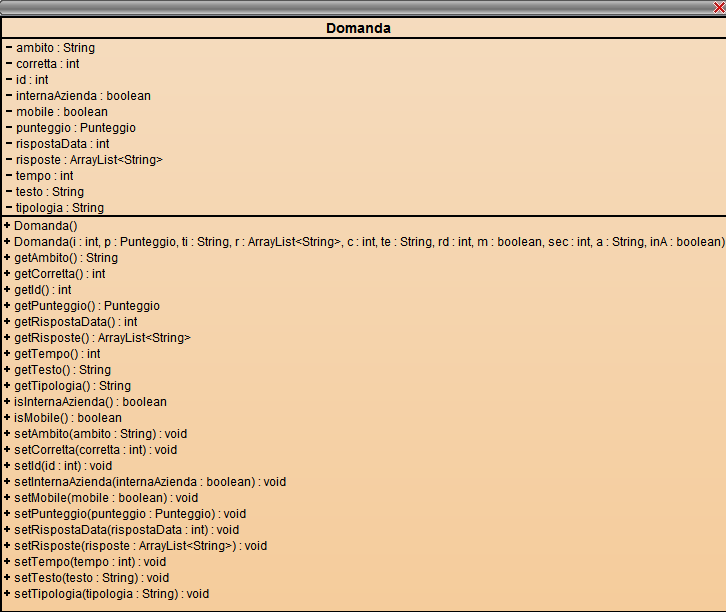 Domanda
- ambito : String
- corretta : int
- id : int
- internaAzienda : boolean
- mobile : boolean
- punteggio : Punteggio
- rispostaData : int
- risposte : ArrayList<String>
- tempo : int
- testo : String
- tipologia : String
+ Domanda()
+ Domanda(i : int, p : Punteggio, ti : String, r : ArrayList<String>, c : int, te : String, rd : int, m : boolean, sec : int, a : String, inA : boolean)
+ getAmbito() : String
+ getCorretta() : int
+ getId() : int
+ getPunteggio() : Punteggio
+ getRispostaData() : int
+ getRisposte() : ArrayList<String>
+ getTempo() : int
+ getTesto() : String
+ getTipologia() : String
+ isInternaAzienda() : boolean
+ isMobile() : boolean
+ setAmbito(ambito : String) : void
+ setCorretta(corretta : int) : void
+ setId(id : int) : void
+ setInternaAzienda(internaAzienda : boolean) : void
+ setMobile(mobile : boolean) : void
+ setPunteggio(punteggio : Punteggio) : void
+ setRispostaData(rispostaData : int) : void
+ setRisposte(risposte : ArrayList<String>) : void
+ setTempo(tempo : int) : void
+ setTesto(testo : String) : void
+ setTipologia(tipologia : String) : void